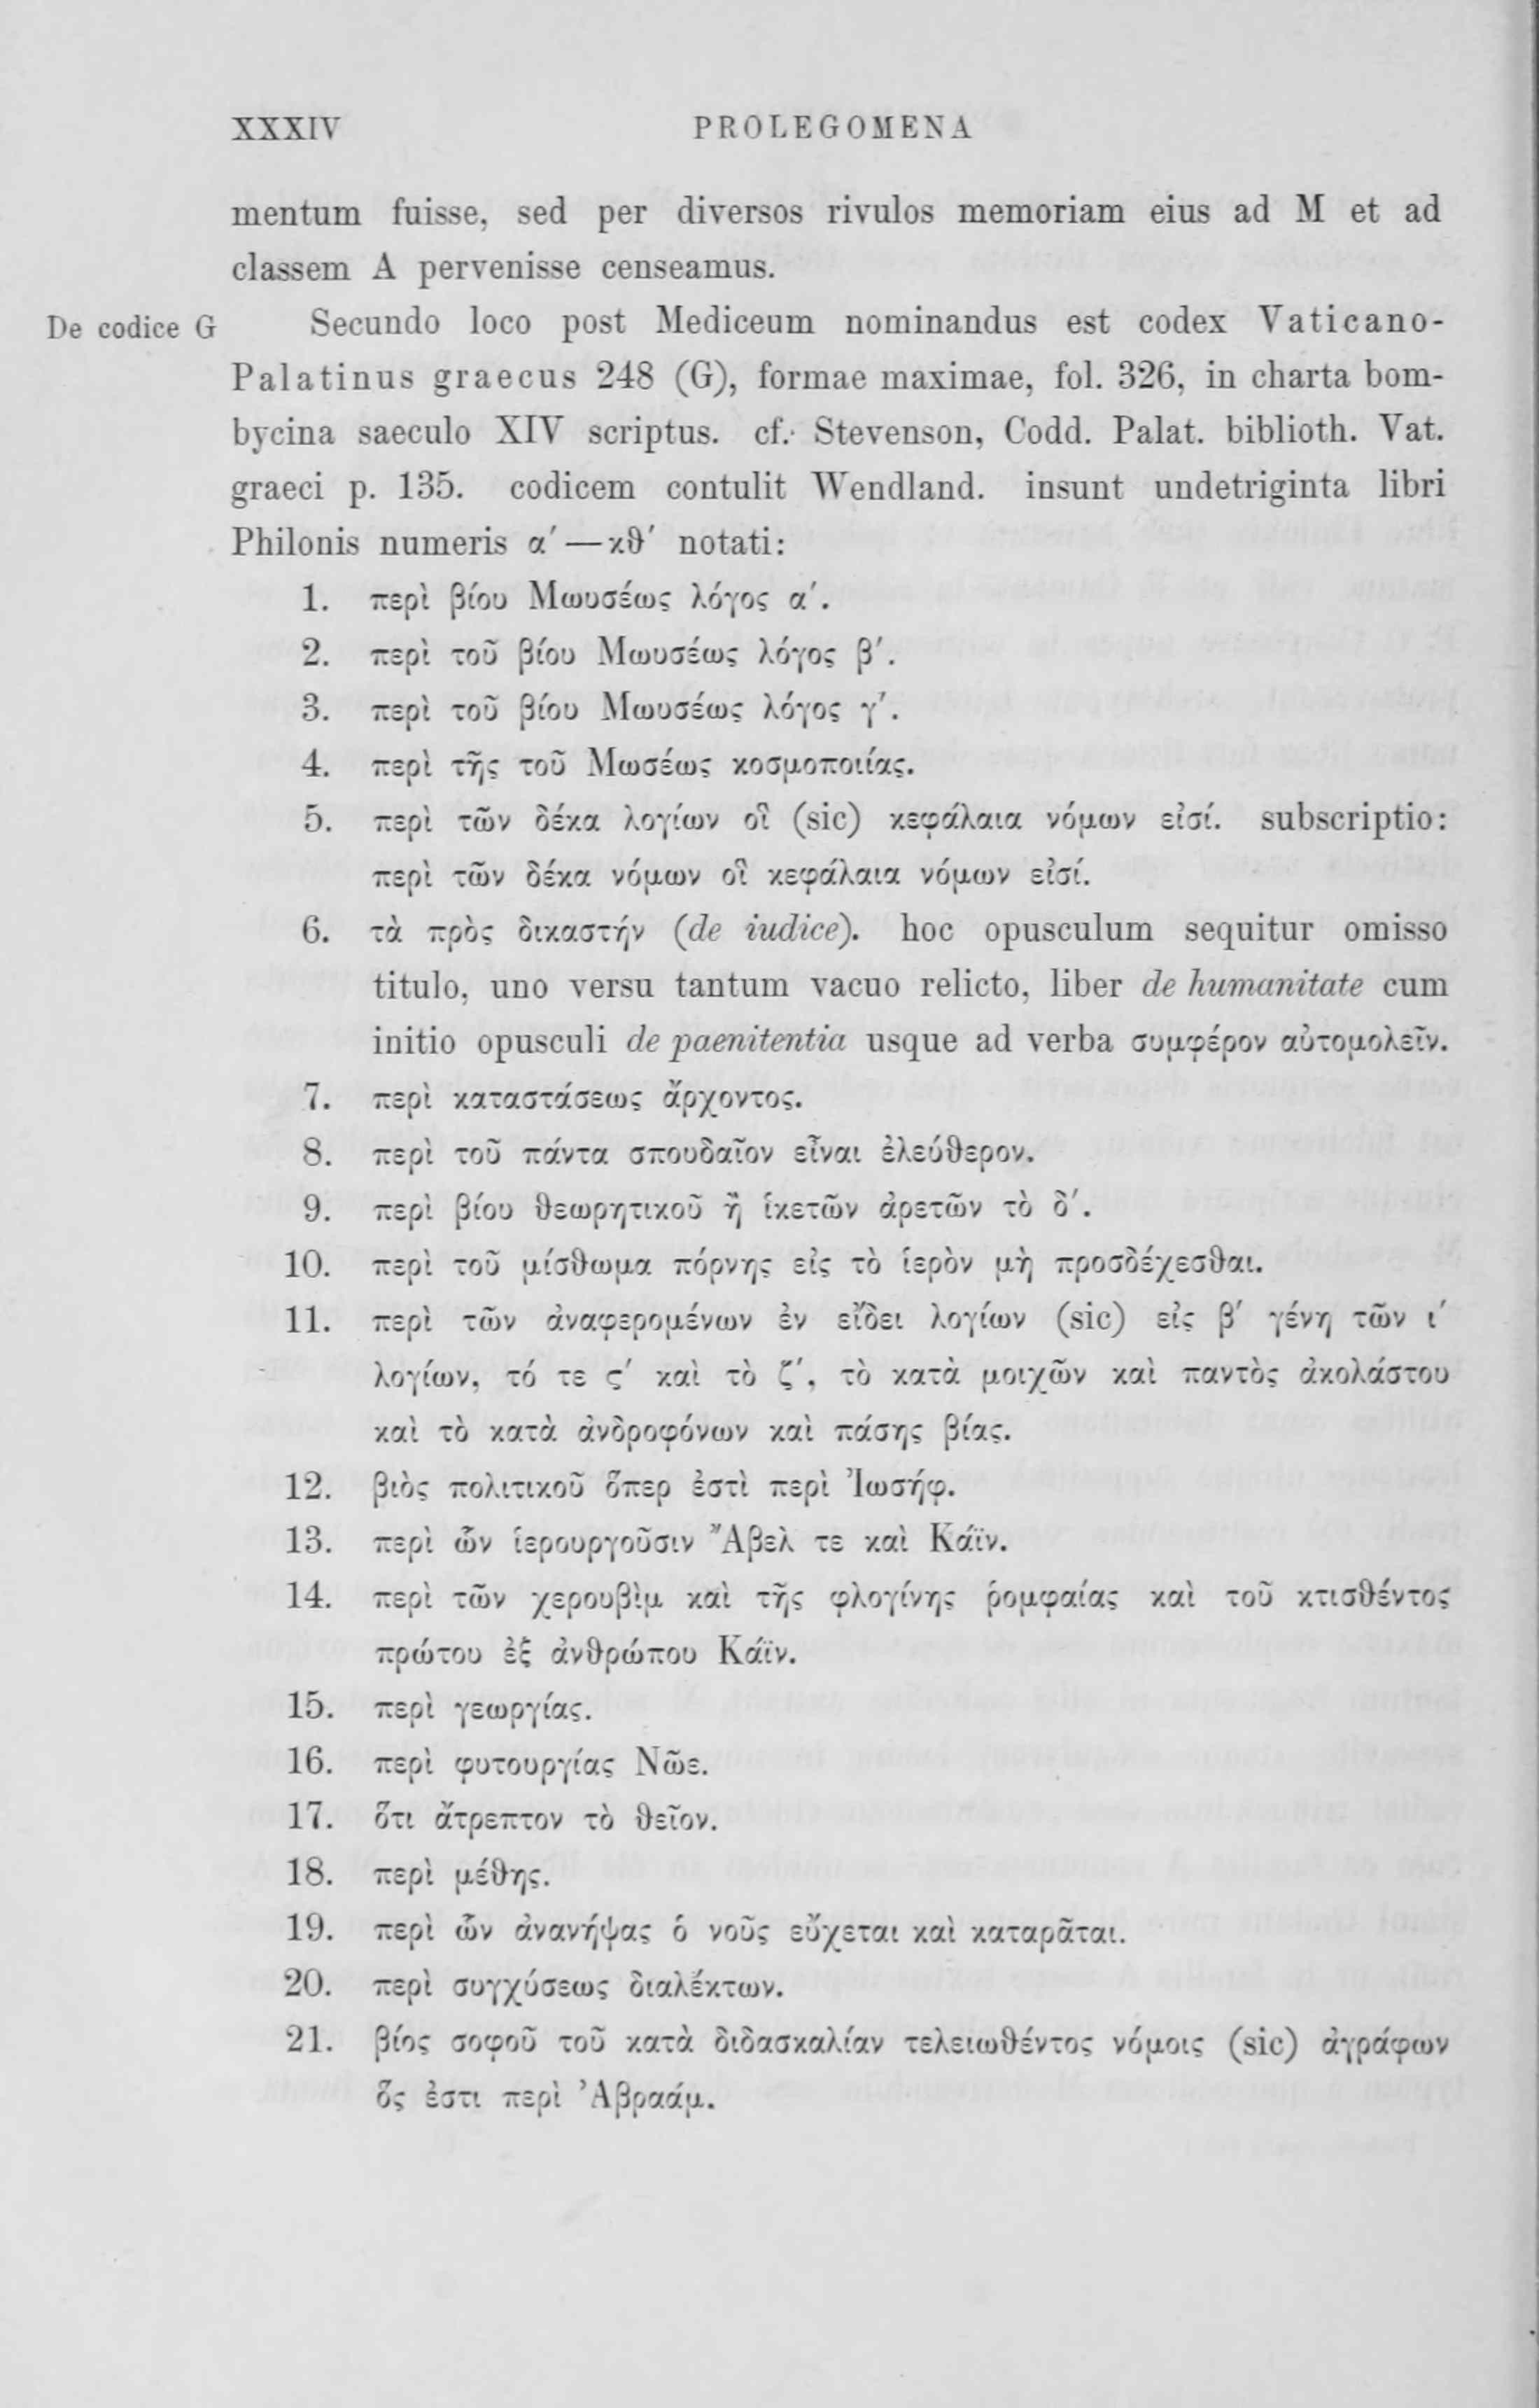 XXXIV PROLEGOMENA
mentum fuisse, sed per diversos rivulos memoriam eius ad M et ad
classem A pervenisse censeamus.
De codice G Secundo loco post Mediceum nominandus est codex Vaticano-
Palatinus graecus 248 (G), formae maximae, fol. 326, in charta bom-
bycina saeculo XIV scriptus. cf. Stevenson, Codd. Palat. biblioth. Vat.
graeci p. 135. codicem contulit Wendland. insunt undetriginta libri
Philonis numeris α′ — κϑ′ notati:
1. περὶ βίου Μωυσέως λόγος α′.
2. περὶ τοῦ βίου Μωυσέως λόγος β′.
3. περὶ τοῦ βίου Μωυσέως λόγος γ′.
4. περὶ τῆς τοῦ Μωσέως κοσμοποιίας.
5. περὶ τῶν δέκα λογίων οἳ (sic) κεφάλαια νόμων εἰσί. subscriptio:
περὶ τῶν δέκα νόμων οἳ κεφάλαια νόμων εἰσί.
6. τὰ πρὸς δικαστήν (de iudice). hoc opusculum sequitur omisso
titulo, uno versu tantum vacuo relicto, liber de humanitate cum
initio opusculi de paenitentia usque ad verba συμφέρον αὐτομολεῖν.
7. περὶ καταστάσεως ἄρχοντος.
8. περὶ τοῦ πάντα σπουδαῖον εἶναι ἐλεύϑερον.
9. περὶ βίου ϑεωρητικοῦ ἢ ἱκετῶν ἀρετῶν τὸ δ′.
10. περὶ τοῦ μίσϑωμα πόρνης εἰς τὸ ἱερὸν μὴ προσδέχεσϑαι.
11. περὶ τῶν ἀναφερομένων ἐν εἴδει λογίων (sic) εἰς β′ γένη τῶν ι′
λογίων, τό τε ς′ καὶ τὸ ζ′, τὸ κατὰ μοιχῶν καὶ παντὸς ἀκολάστου
καὶ τὸ κατὰ ἀνδροφόνων καὶ πάσης βίας.
12. βιὸς πολιτικοῦ ὅπερ ἐστὶ περὶ Ἰωσήφ.
13. περὶ ὧν ἱερουργοῦσιν Ἄβελ τε καὶ Κάϊν.
14. περὶ τῶν χερουβὶμ καὶ τῆς φλογίνης ῥομφαίας καὶ τοῦ κτισϑέντος
πρώτου ἐξ ἀνϑρώπου Κάϊν.
15. περὶ γεωργίας.
16. περὶ φυτουργίας Νῶε.
17. ὅτι ἄτρεπτον τὸ ϑεῖον.
18. περὶ μέϑης.
19. περὶ ὧν ἀνανήψας ὁ νοῦς εὔχεται καὶ καταρᾶται.
20. περὶ συγχύσεως διαλέκτων.
21. βίος σοφοῦ τοῦ κατὰ διδασκαλίαν τελειωϑέντος νόμοις (sic) ἀγράφων
ὅς ἐστι περὶ Ἀβραάμ.